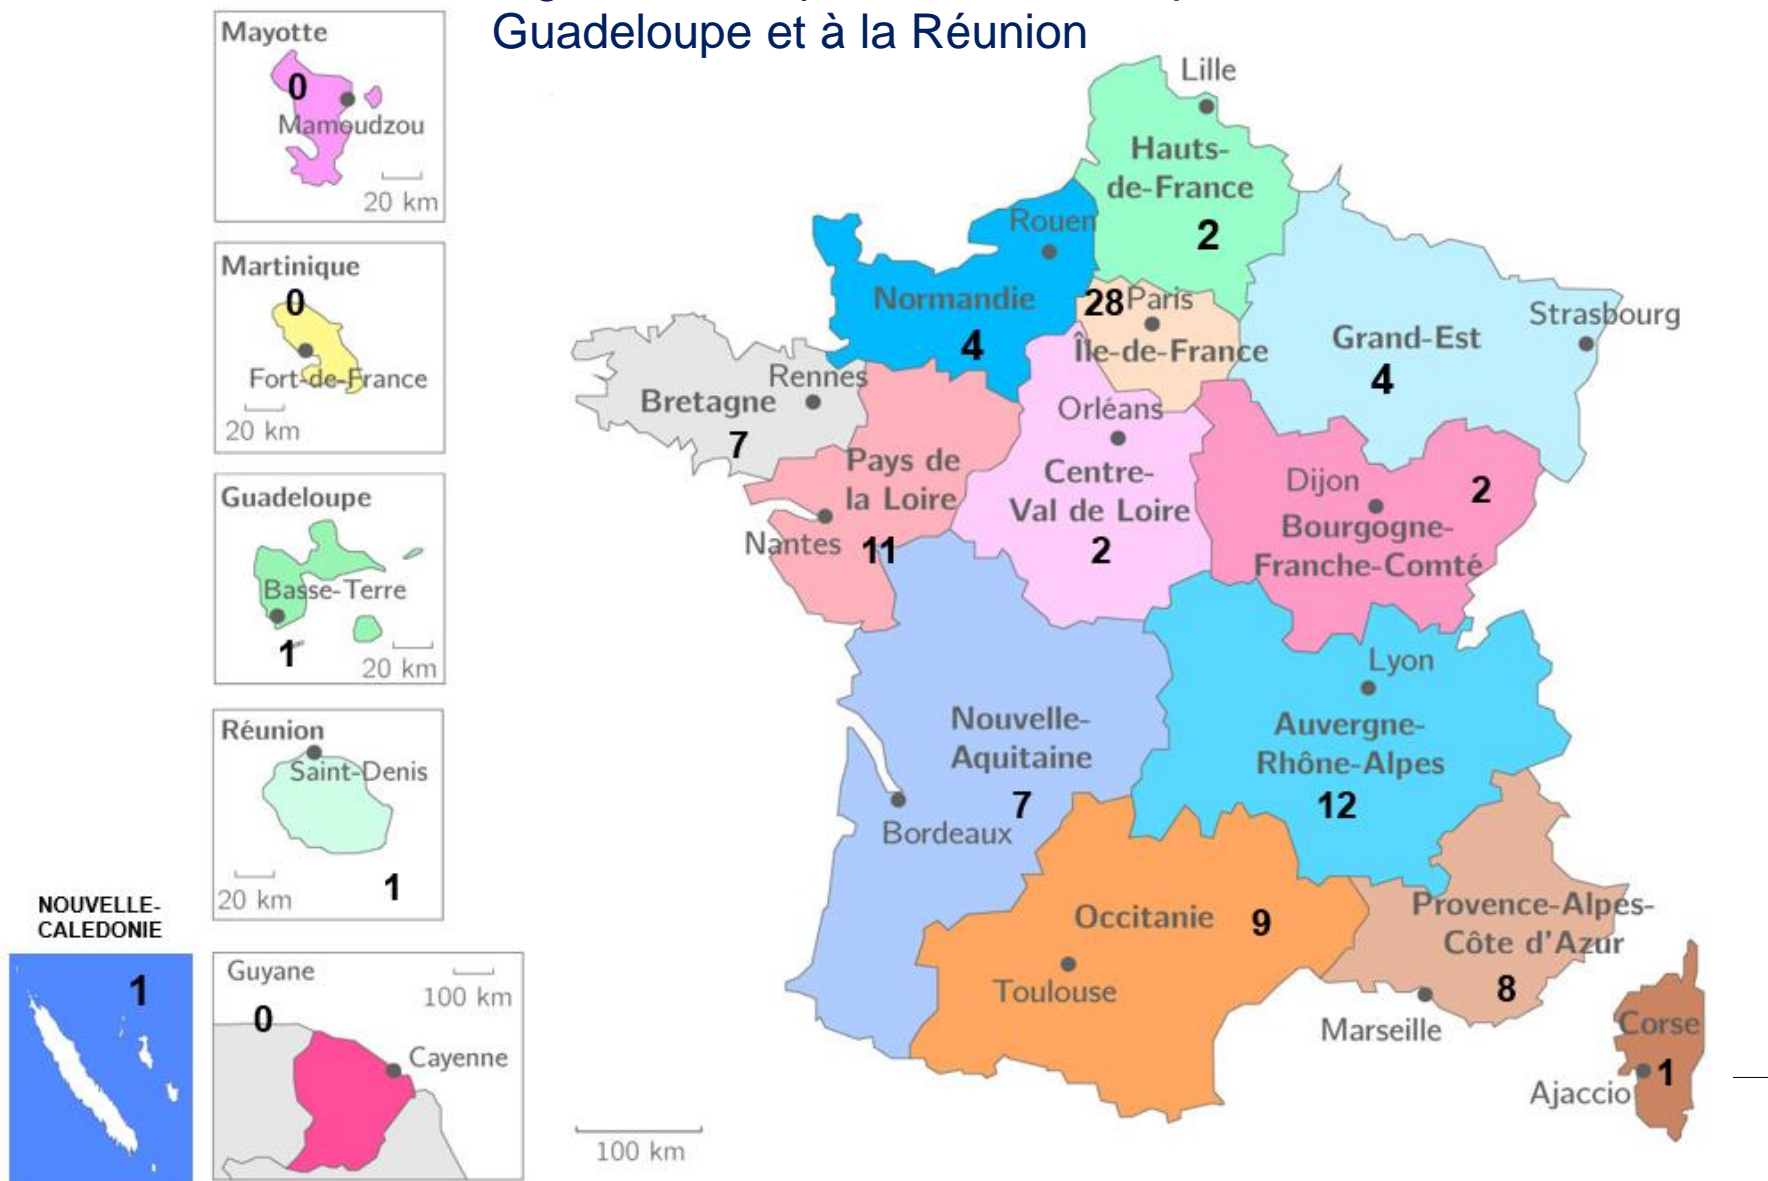 Guadeloupe et à la Réunion
Mayotte
0
Mamoudzou
20 km
Martinique
0
Fort-de-France
20 km
Guadeloupe
Basse-Terre
1
20 km
Réunion
Saint-Denis
20 km
1
NOUVELLE-
CALEDONIE
1
Guyane
100 km
0
Cayenne
Lille
Hauts-
de-France
2
Rouen
Normandie
4
28
Paris
Île-de-France
Strasbourg
Grand-Est
4
Rennes
Bretagne
7
Orléans
Centre-
Val de Loire
2
Pays de
la Loire
Nantes
11
Dijon
2
Bourgogne-
Franche-Comté
Lyon
Auvergne-
Rhône-Alpes
12
Nouvelle-
Aquitaine
7
Bordeaux
Occitanie
9
Toulouse
Provence-Alpes-
Côte d'Azur
8
Marseille
Corse
1
Ajaccio
100 km